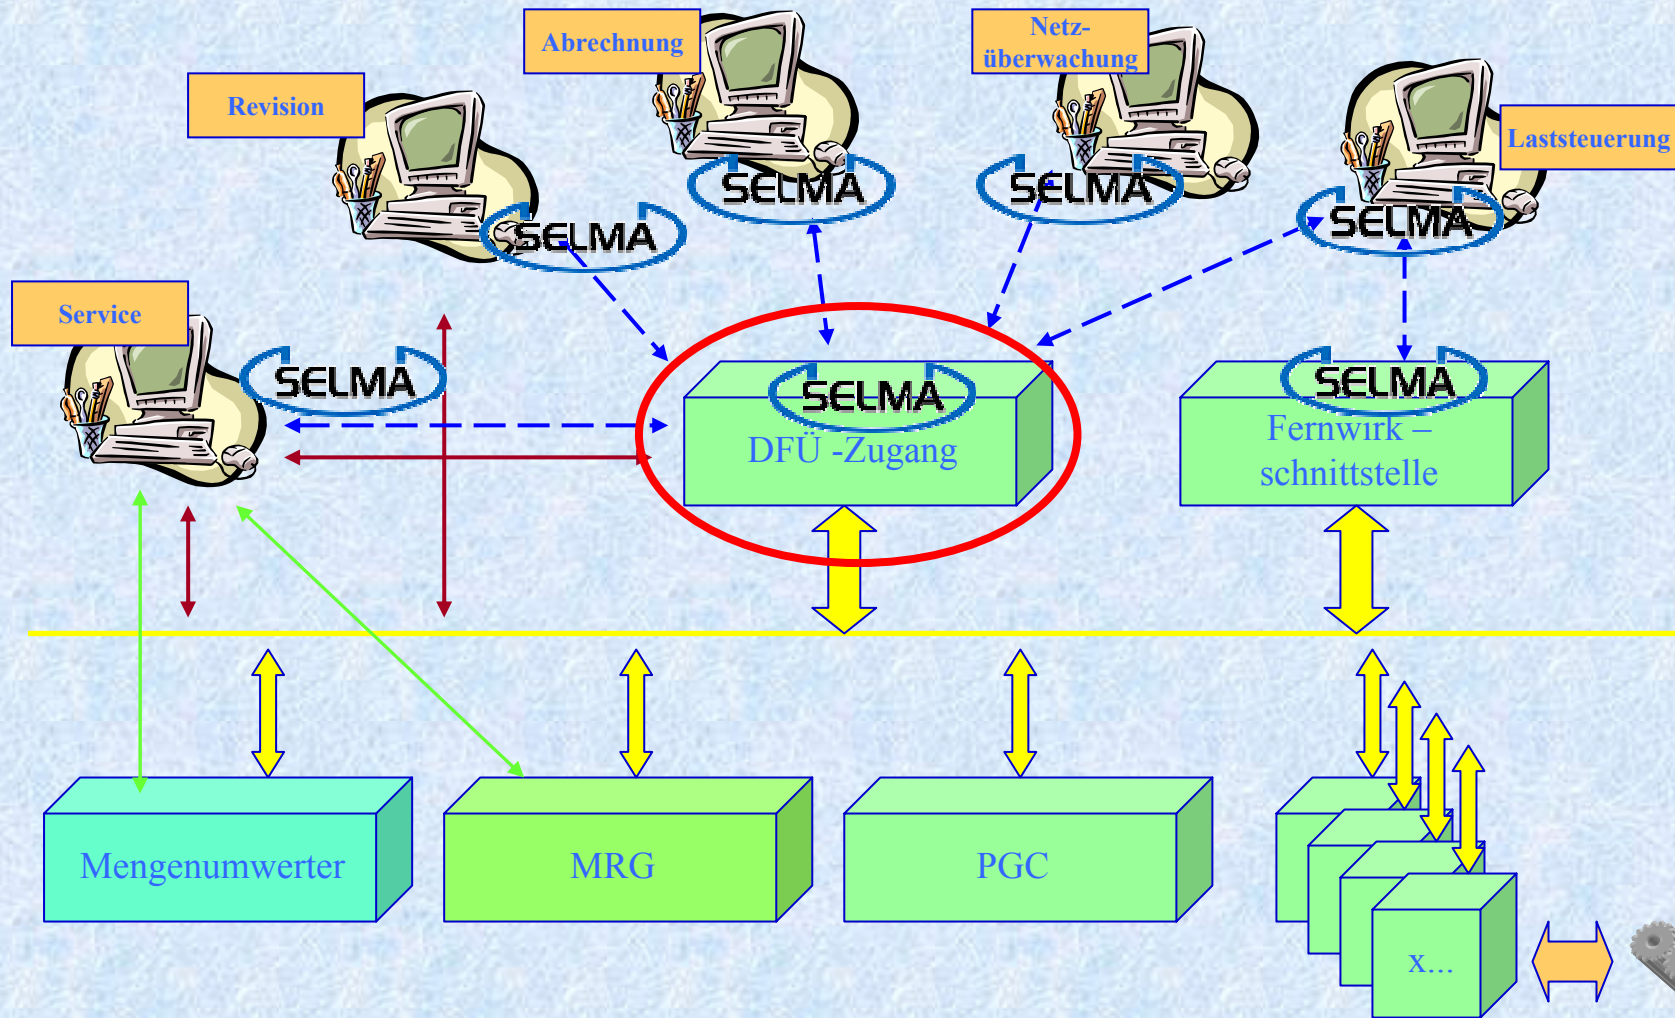 Abrechnung
Netz-
überwachung
Revision
Laststeuerung
SELMA
SELMA
SELMA
SELMA
Service
SELMA
SELMA
DFÜ -Zugang
SELMA
Fernwirk –
schnittstelle
Mengenumwerter
MRG
PGC
x...